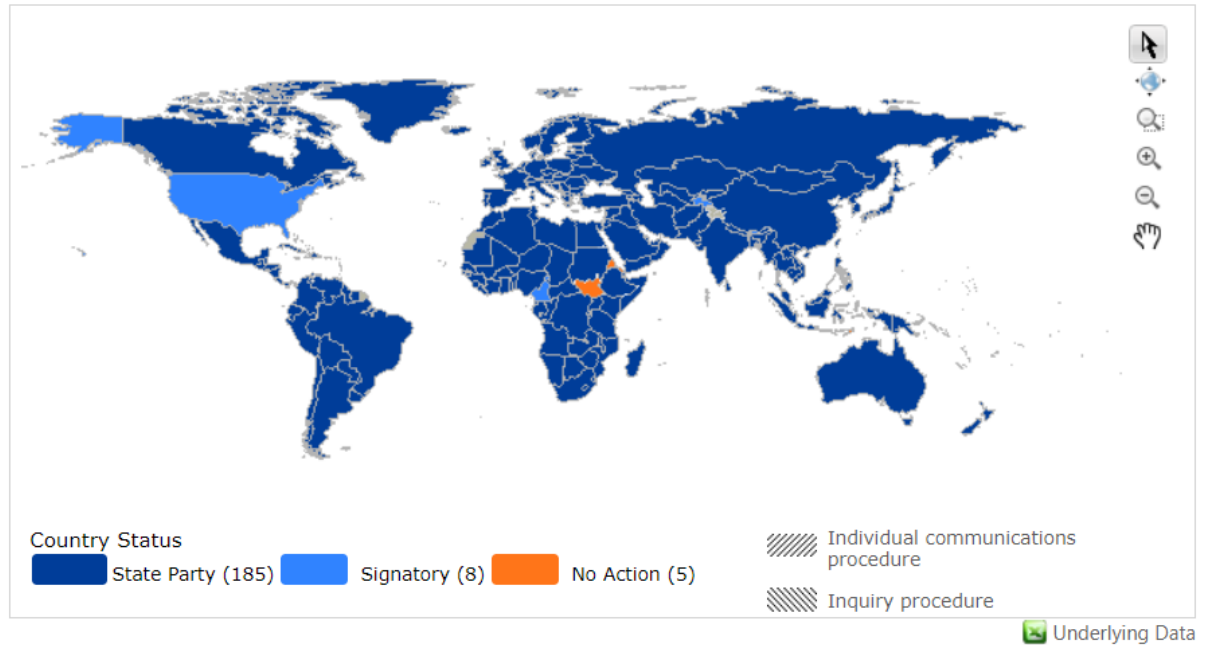 Country Status
State Party (185)
Signatory (8)
No Action (5)
Individual communications
procedure
Inquiry procedure
Underlying Data